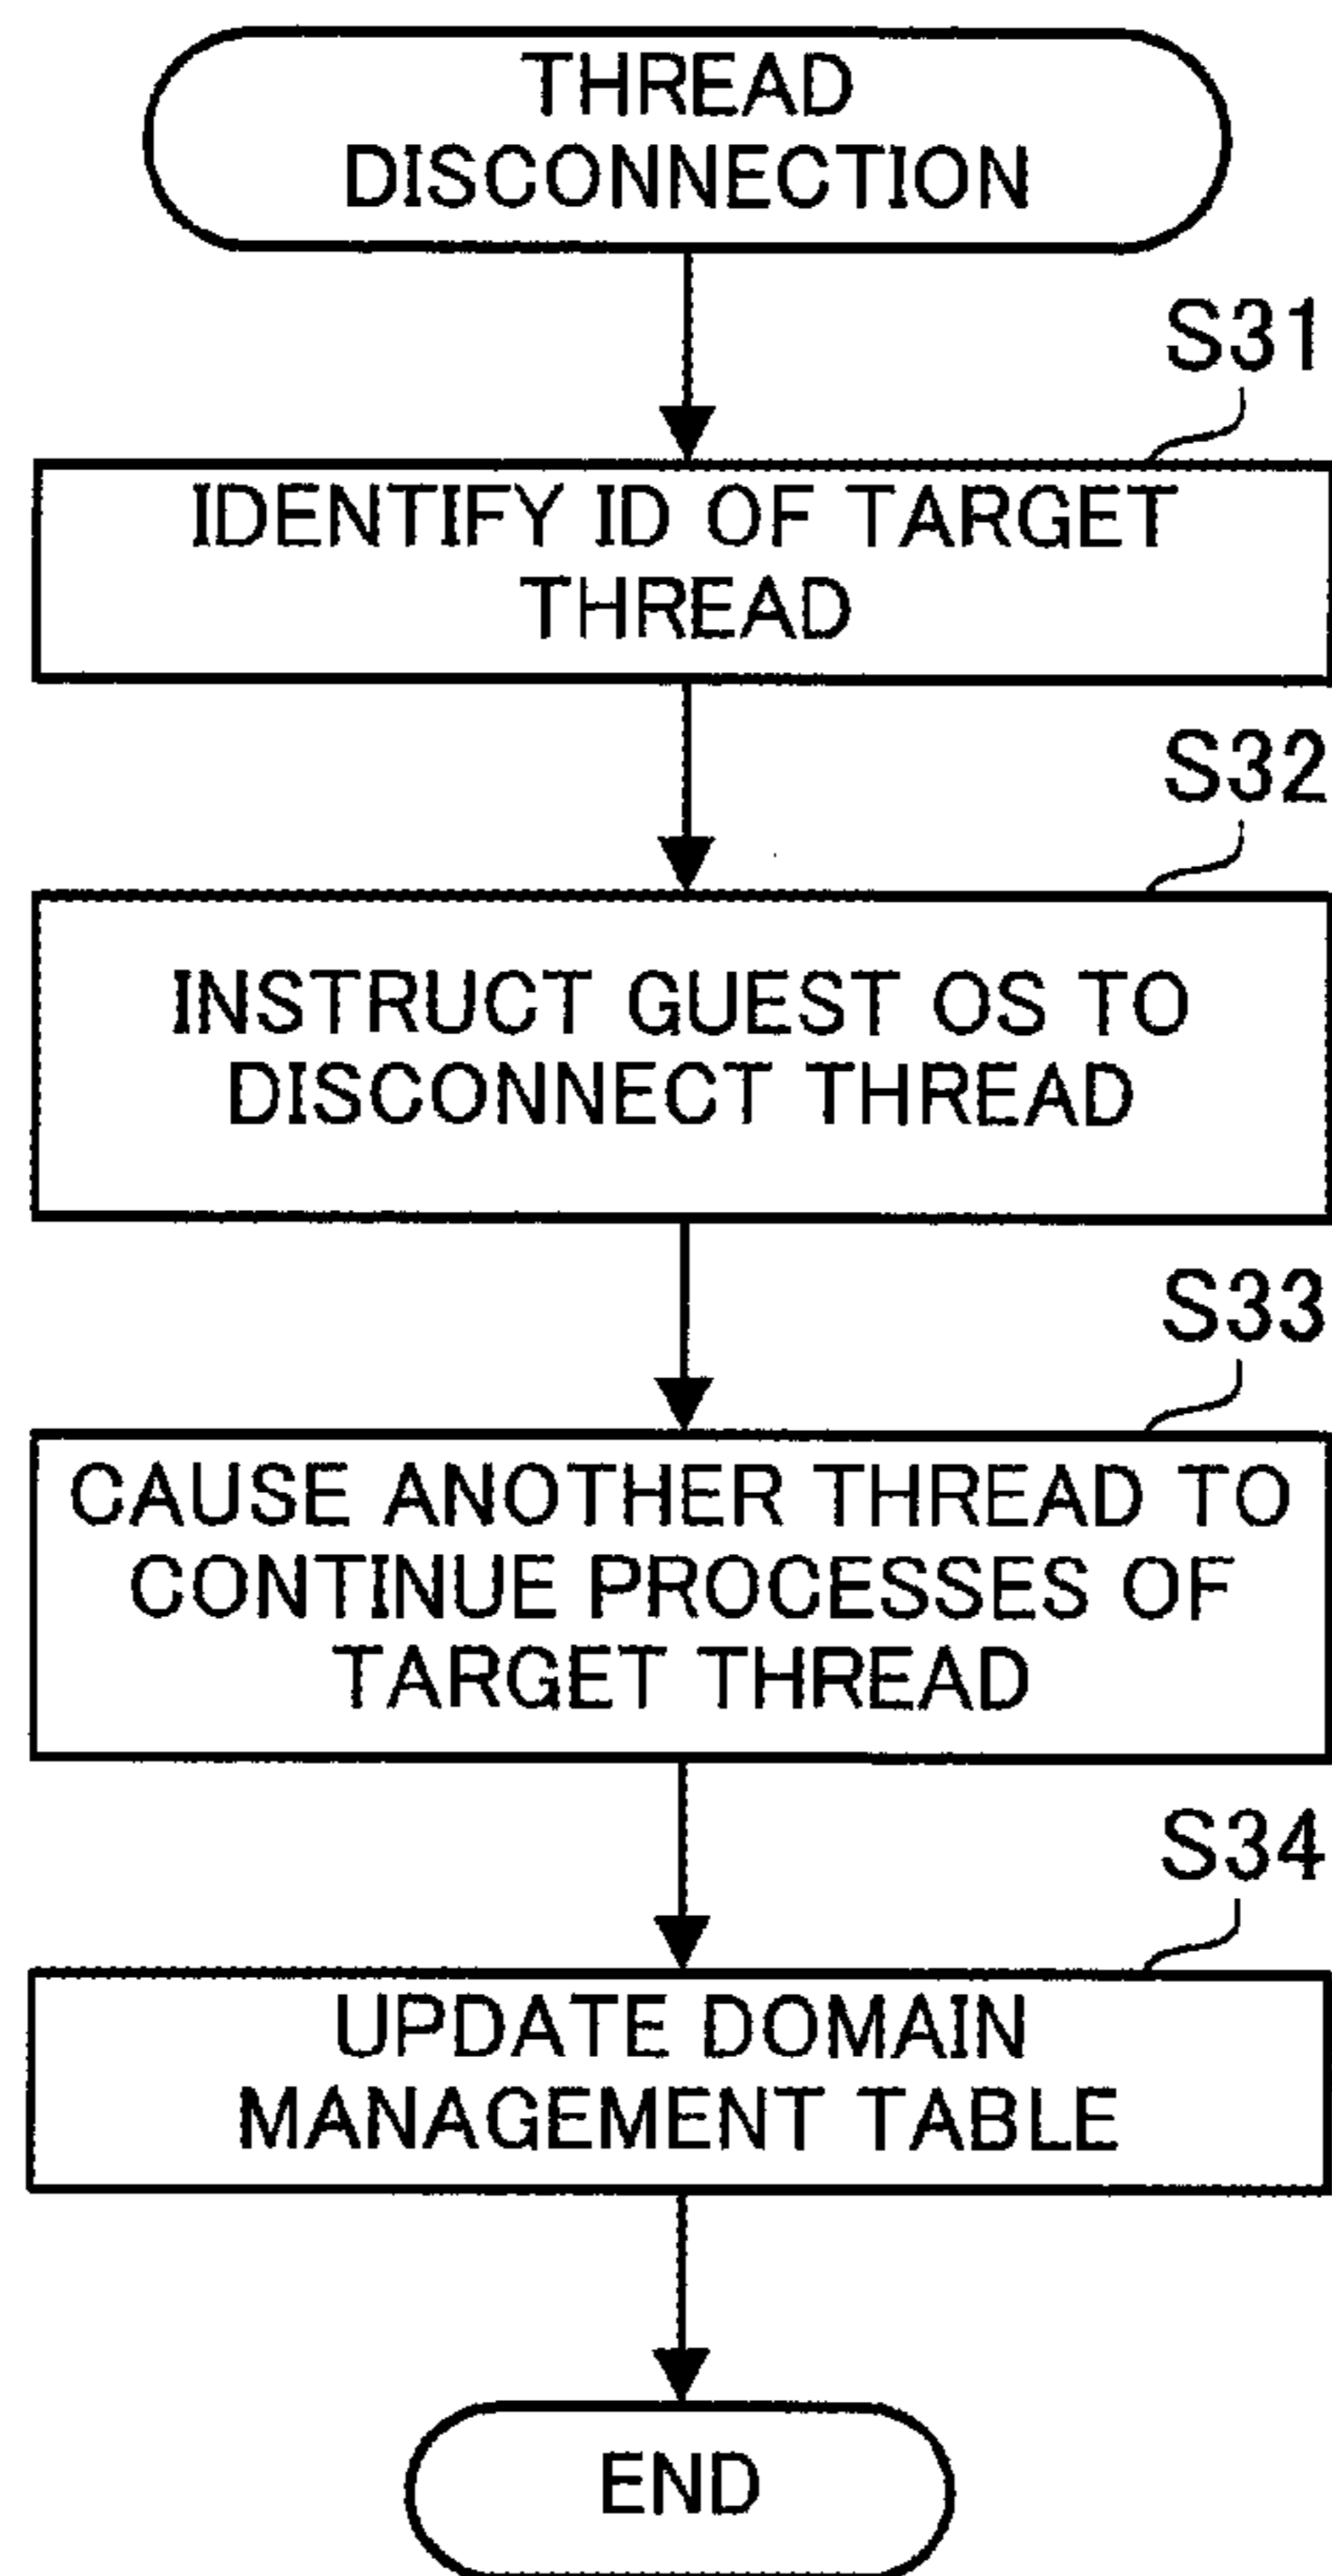 THREAD
DISCONNECTION
S31
IDENTIFY ID OF TARGET
THREAD
S32
INSTRUCT GUEST OS TO
DISCONNECT THREAD
S33
CAUSE ANOTHER THREAD TO
CONTINUE PROCESSES OF
TARGET THREAD
S34
UPDATE DOMAIN
MANAGEMENT TABLE
END